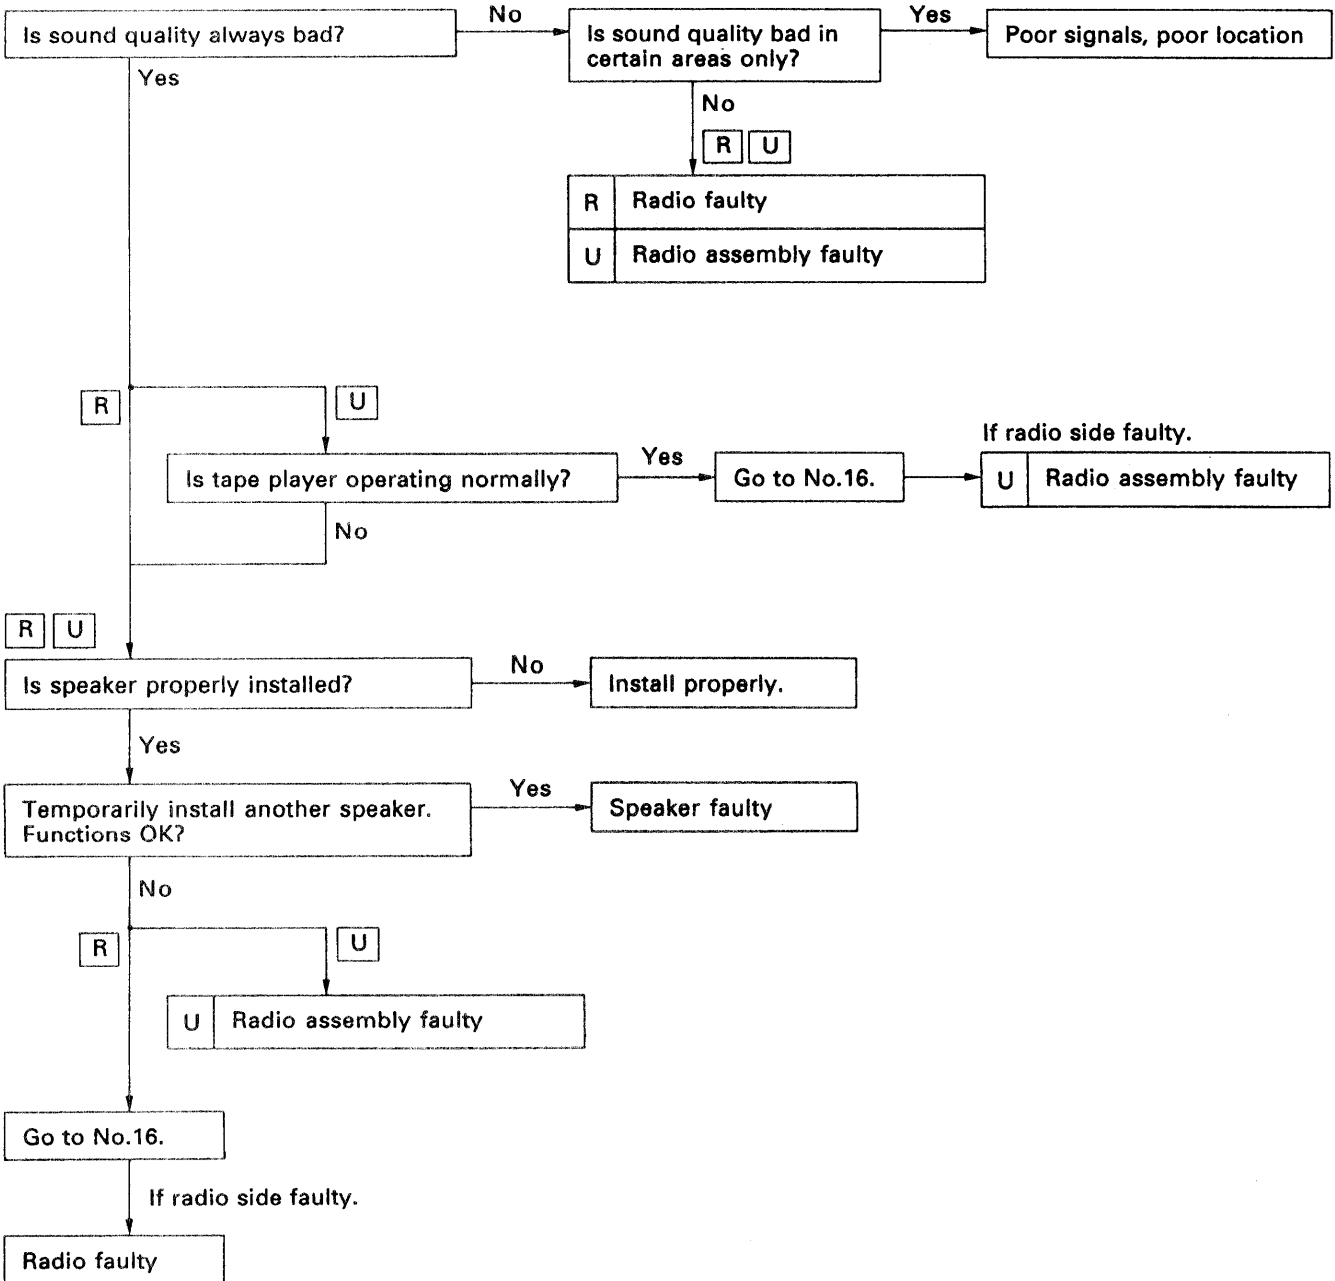 Is sound quality always bad?
No
Is sound quality bad in
certain areas only?
Yes
Poor signals, poor location
Yes
No
R U
R Radio faulty
U Radio assembly faulty
R
U
Is tape player operating normally?
Yes
Go to No.16.
If radio side faulty.
U Radio assembly faulty
No
R U
Is speaker properly installed?
No
Install properly.
Yes
Temporarily install another speaker.
Functions OK?
Yes
Speaker faulty
No
R
U
U Radio assembly faulty
Go to No.16.
If radio side faulty.
Radio faulty